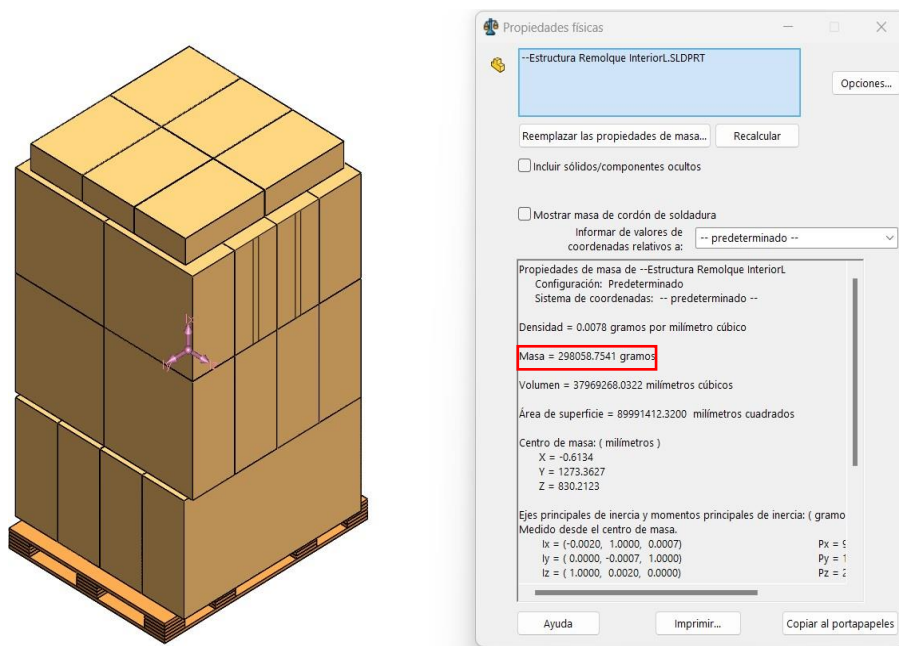 Propiedades físicas
--Estructura Remolque InteriorL.SLDPRT
Opciones...
Reemplazar las propiedades de masa...
Recalcular
Incluir sólidos/componentes ocultos
Mostrar masa de cordón de soldadura
Informar de valores de
coordenadas relativos a:
-- predeterminado --
Propiedades de masa de --Estructura Remolque InteriorL
Configuración: Predeterminado
Sistema de coordenadas: -- predeterminado --
Densidad = 0.0078 gramos por milímetro cúbico
Masa = 298058.7541 gramos
Volumen = 37969268.0322 milímetros cúbicos
Área de superficie = 89991412.3200 milímetros cuadrados
Centro de masa: ( milímetros )
X = -0.6134
Y = 1273.3627
Z = 830.2123
Ejes principales de inercia y momentos principales de inercia: ( gramo
Medido desde el centro de masa.
Ix = (-0.0020, 1.0000, 0.0007) Px = 9
Iy = ( 0.0000, -0.0007, 1.0000) Py = 1
Iz = ( 1.0000, 0.0020, 0.0000) Pz = 2
Ayuda
Imprimir...
Copiar al portapapeles